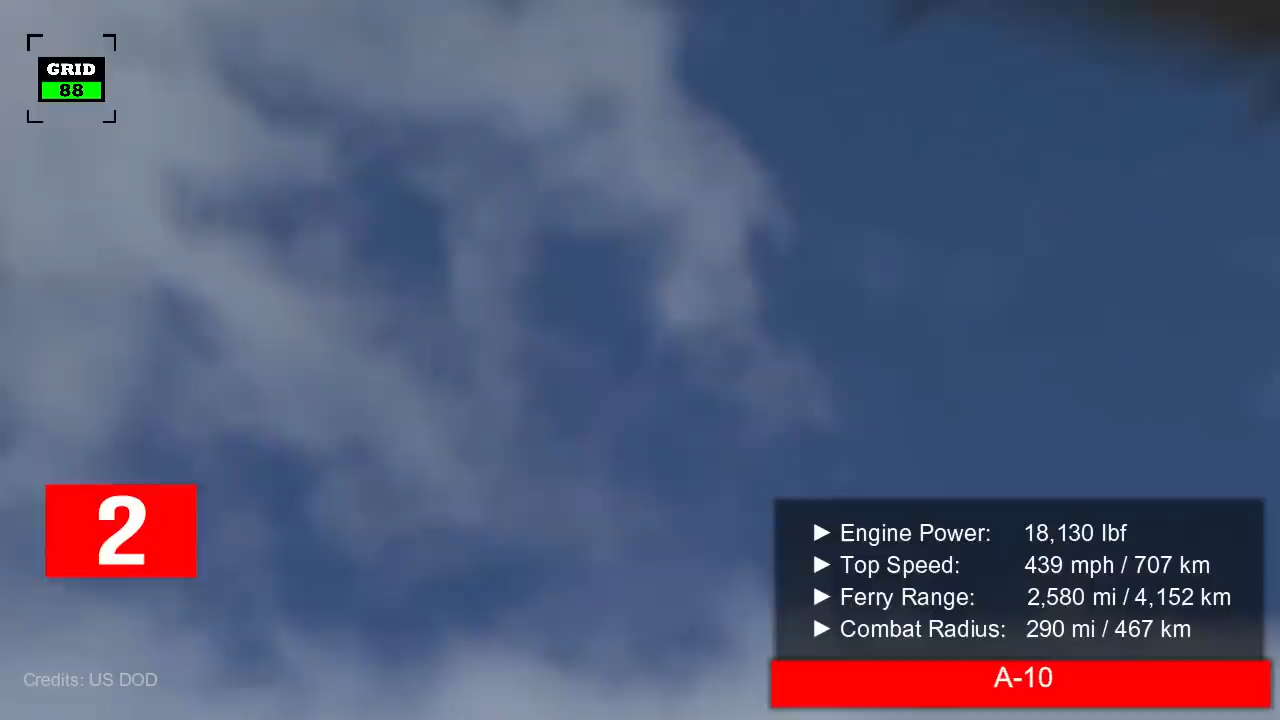 GRID
88
2
► Engine Power: 18,130 lbf
► Top Speed: 439 mph / 707 km
► Ferry Range: 2,580 mi / 4,152 km
► Combat Radius: 290 mi / 467 km
Credits: US DOD
A-10